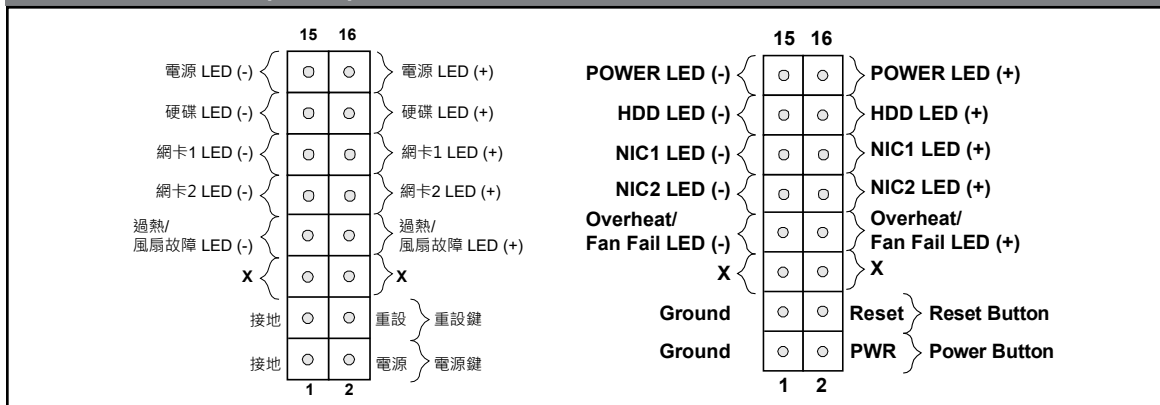 15 16
電源 LED (-) 電源 LED (+)
硬碟 LED (-) 硬碟 LED (+)
網卡1 LED (-) 網卡1 LED (+)
網卡2 LED (-) 網卡2 LED (+)
過熱/
風扇故障 LED (-)
過熱/
風扇故障 LED (+)
X X
接地 重設 重設鍵
接地 電源 電源鍵
1 2
15 16
POWER LED (-) POWER LED (+)
HDD LED (-) HDD LED (+)
NIC1 LED (-) NIC1 LED (+)
NIC2 LED (-) NIC2 LED (+)
Overheat/
Fan Fail LED (-)
Overheat/
Fan Fail LED (+)
X X
Ground Reset Reset Button
Ground PWR Power Button
1 2